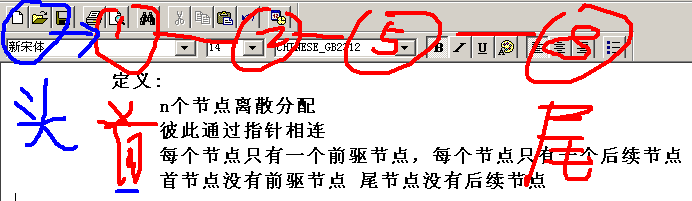 1 2 5 8
新宋体 14 CHINESE_GB2312 B I U
定义:
n个节点离散分配
彼此通过指针相连
每个节点只有一个前驱节点，每个节点只有一个后续节点
首节点没有前驱节点 尾节点没有后续节点
头 首 尾